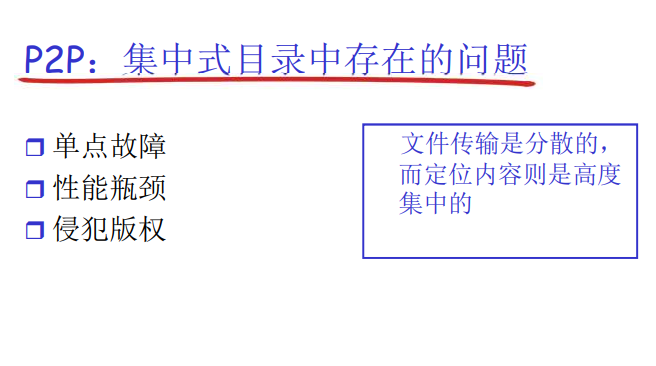 P2P：集中式目录中存在的问题
单点故障
性能瓶颈
侵犯版权
文件传输是分散的，
而定位内容则是高度
集中的